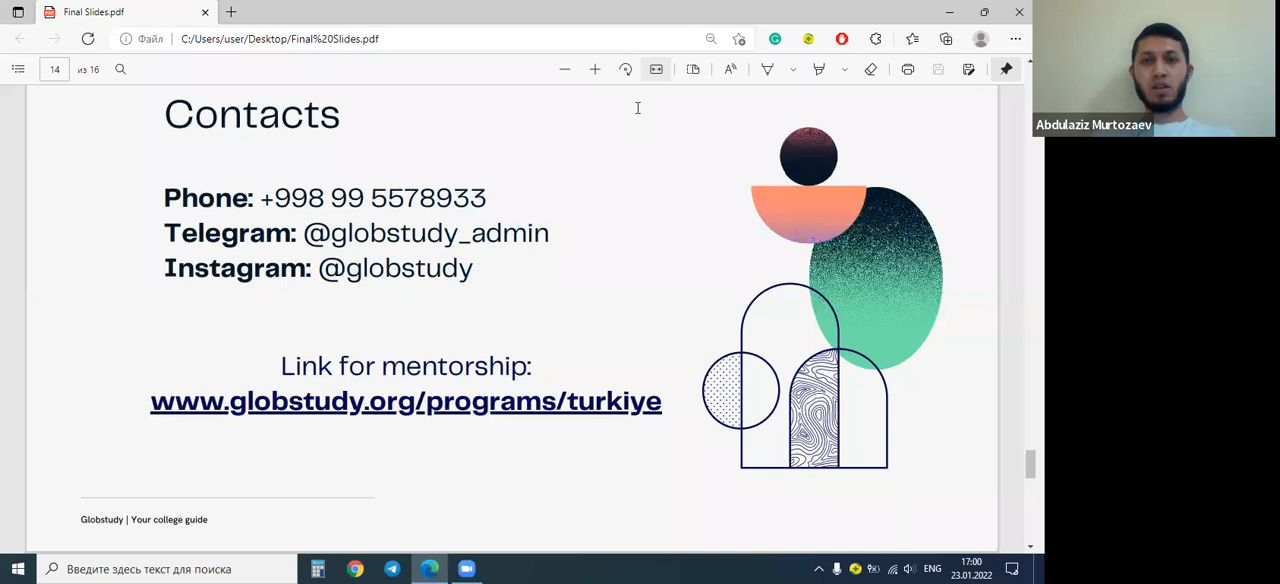 Final Slides.pdf
Файл
C:/Users/user/Desktop/Final%20Slides.pdf
14
из 16
Abdulaziz Murtozaev
Contacts
Phone: +998 99 5578933
Telegram: @globstudy_admin
Instagram: @globstudy
Link for mentorship:
www.globstudy.org/programs/turkiye
Globstudy | Your college guide
Введите здесь текст для поиска
ENG
17:00
23.01.2022